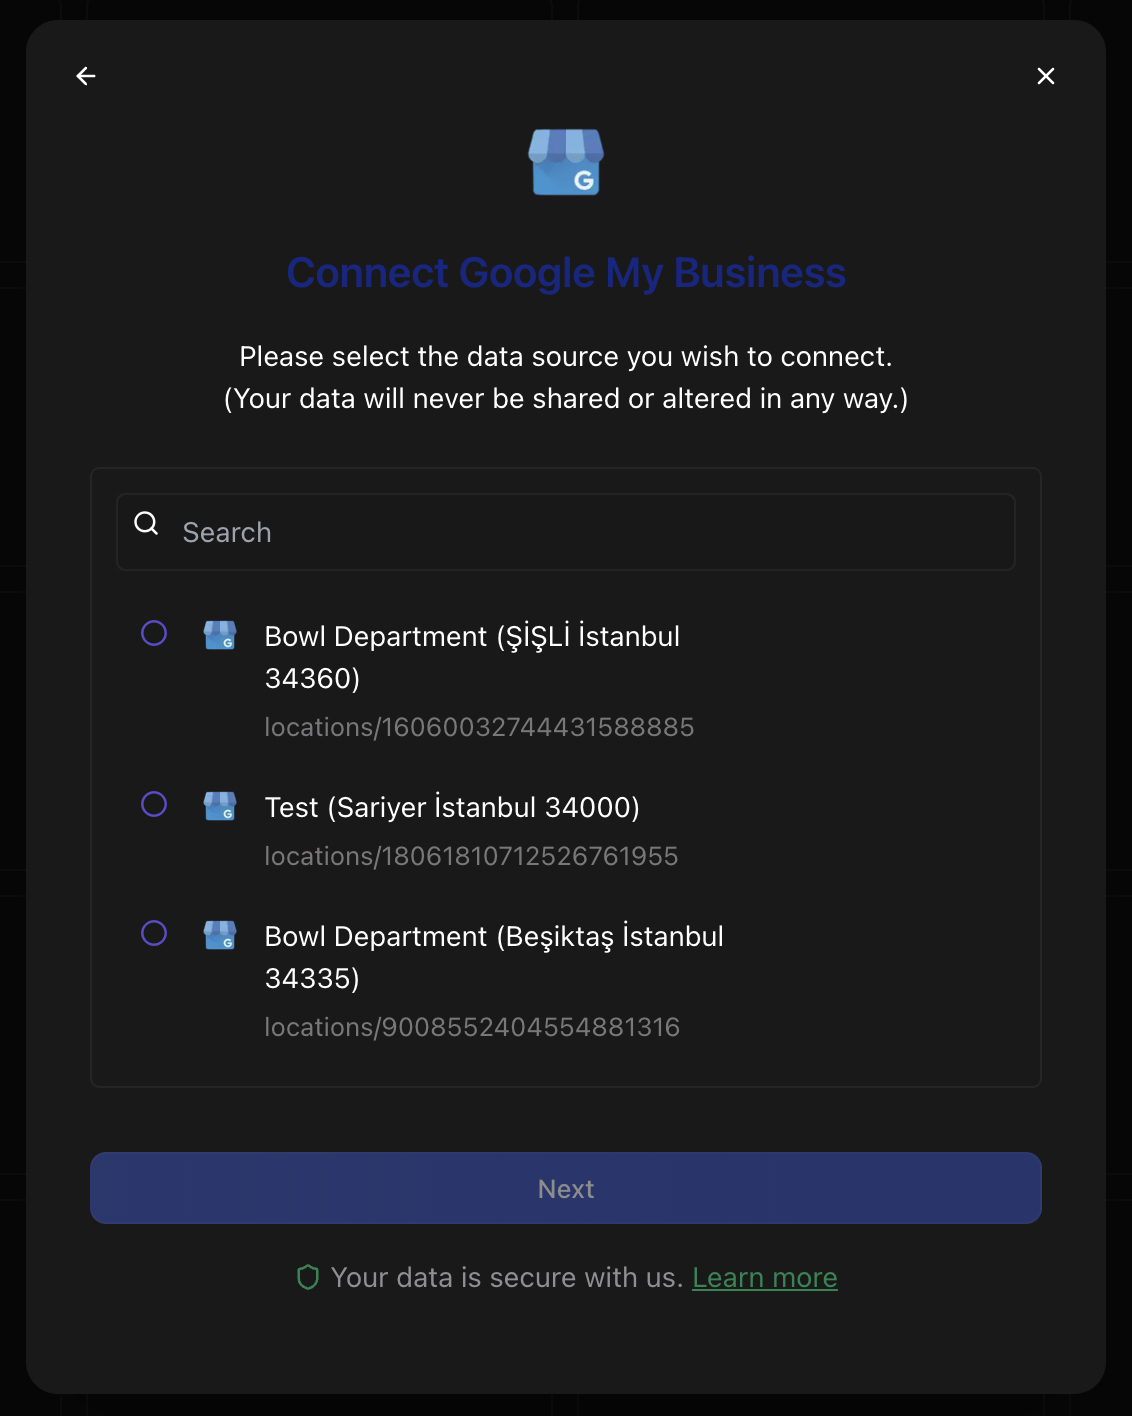 Connect Google My Business
Please select the data source you wish to connect.
(Your data will never be shared or altered in any way.)
Search
Bowl Department (ŞİŞLİ İstanbul
34360)
locations/16060032744431588885
Test (Sariyer İstanbul 34000)
locations/18061810712526761955
Bowl Department (Beşiktaş İstanbul
34335)
locations/9008552404554881316
Next
Your data is secure with us. Learn more